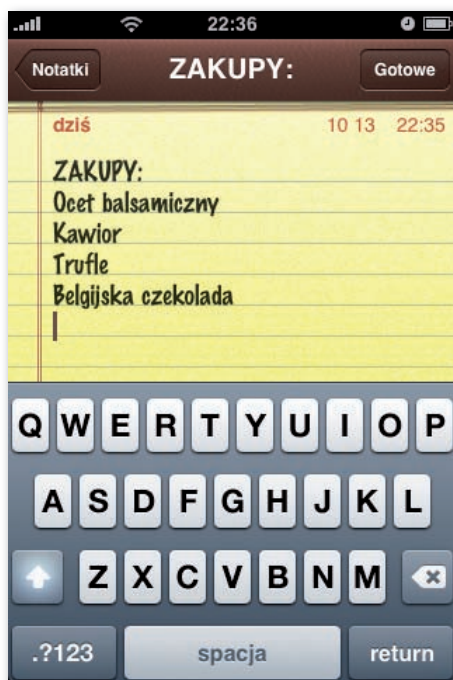 22:36
Notatki ZAKUPY: Gotowe
dziś 10 13 22:35
ZAKUPY:
Ocet balsamiczny
Kawior
Trufle
Belgijska czekolada
Q W E R T Y U I O P
A S D F G H J K L
Z X C V B N M
.?123 spacja return